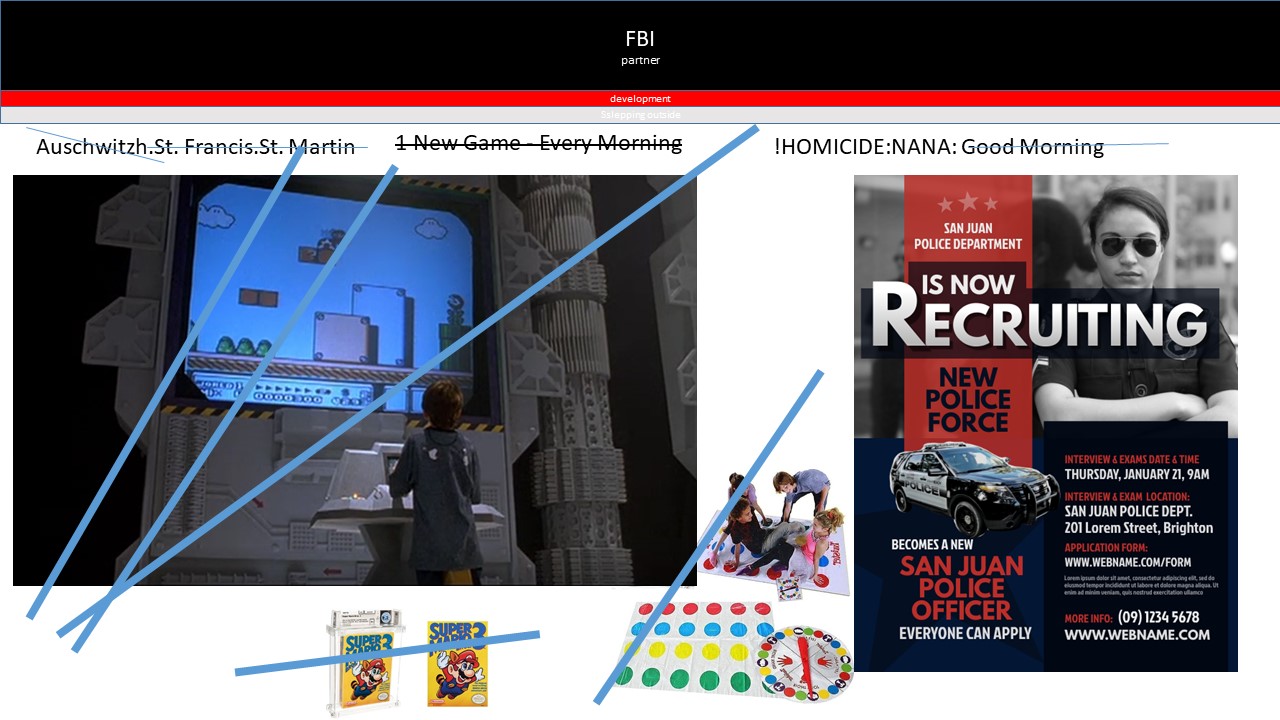 FBI
partner
development
Sslepping outside
Auschwitzh.St. Francis.St. Martin
1 New Game - Every Morning
!HOMICIDE:NANA: Good Morning
SAN JUAN
POLICE DEPARTMENT
IS NOW
RECRUITING
NEW
POLICE
FORCE
INTERVIEW & EXAMS DATE & TIME
THURSDAY, JANUARY 21, 9AM
INTERVIEW & EXAM LOCATION:
SAN JUAN POLICE DEPT.
201 Lorem Street, Brighton
APPLICATION FORM:
WWW.WEBNAME.COM/FORM
Lorem ipsum dolor sit amet, consectetur adipiscing elit, sed do
eiusmod tempor incididunt ut labore et dolore magna aliqua. Ut
enim ad minim veniam, quis nostrud exercitation ullamco
MORE INFO: (09) 1234 5678
WWW.WEBNAME.COM
POLICE
BECOMES A NEW
SAN JUAN
POLICE
OFFICER
EVERYONE CAN APPLY
WORLD
Twister
SUPER
MARIO
3
SUPER
MARIO
3